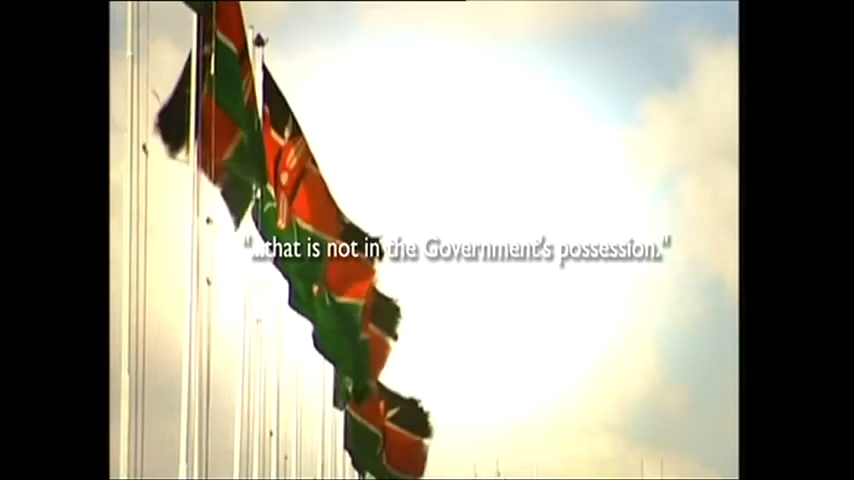 "...that is not in the Government's possession."